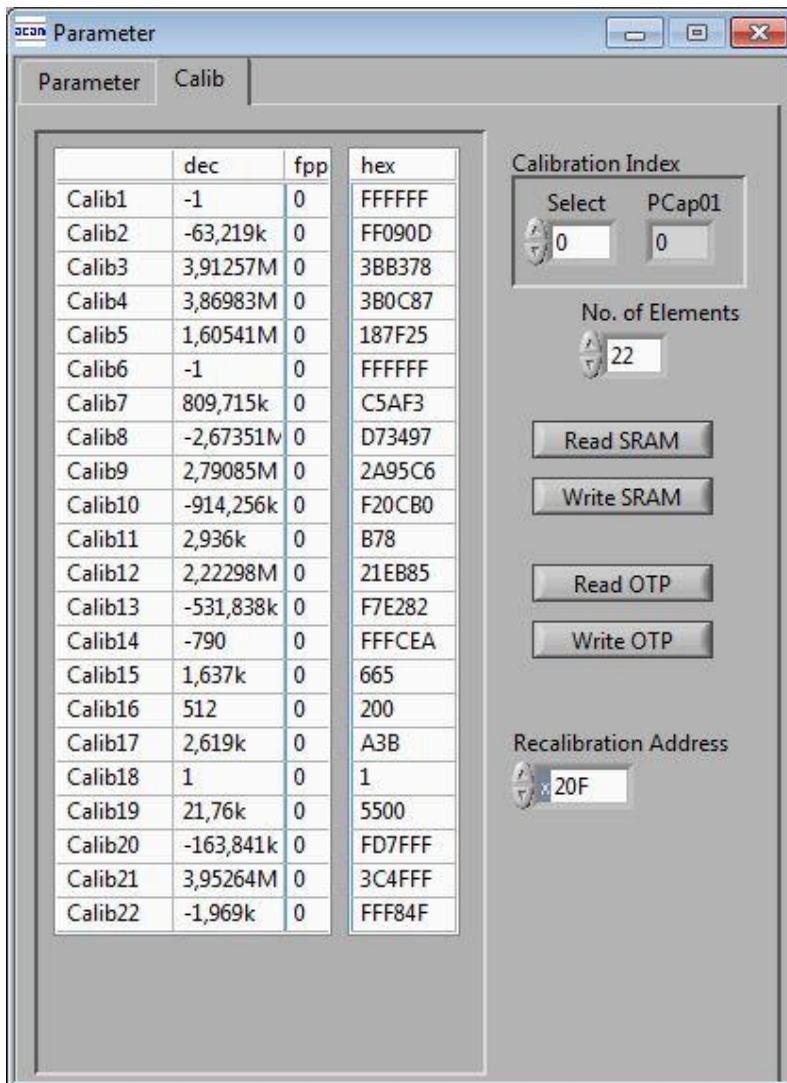 acan Parameter
Parameter Calib
dec fpp hex
Calib1 -1 0 FFFFFF
Calib2 -63,219k 0 FF090D
Calib3 3,91257M 0 3BB378
Calib4 3,86983M 0 3B0C87
Calib5 1,60541M 0 187F25
Calib6 -1 0 FFFFFF
Calib7 809,715k 0 C5AF3
Calib8 -2,67351M 0 D73497
Calib9 2,79085M 0 2A95C6
Calib10 -914,256k 0 F20CB0
Calib11 2,936k 0 B78
Calib12 2,22298M 0 21EB85
Calib13 -531,838k 0 F7E282
Calib14 -790 0 FFFCEA
Calib15 1,637k 0 665
Calib16 512 0 200
Calib17 2,619k 0 A3B
Calib18 1 0 1
Calib19 21,76k 0 5500
Calib20 -163,841k 0 FD7FFF
Calib21 3,95264M 0 3C4FFF
Calib22 -1,969k 0 FFF84F
Calibration Index
Select PCap01
0 0
No. of Elements
22
Read SRAM
Write SRAM
Read OTP
Write OTP
Recalibration Address
x 20F